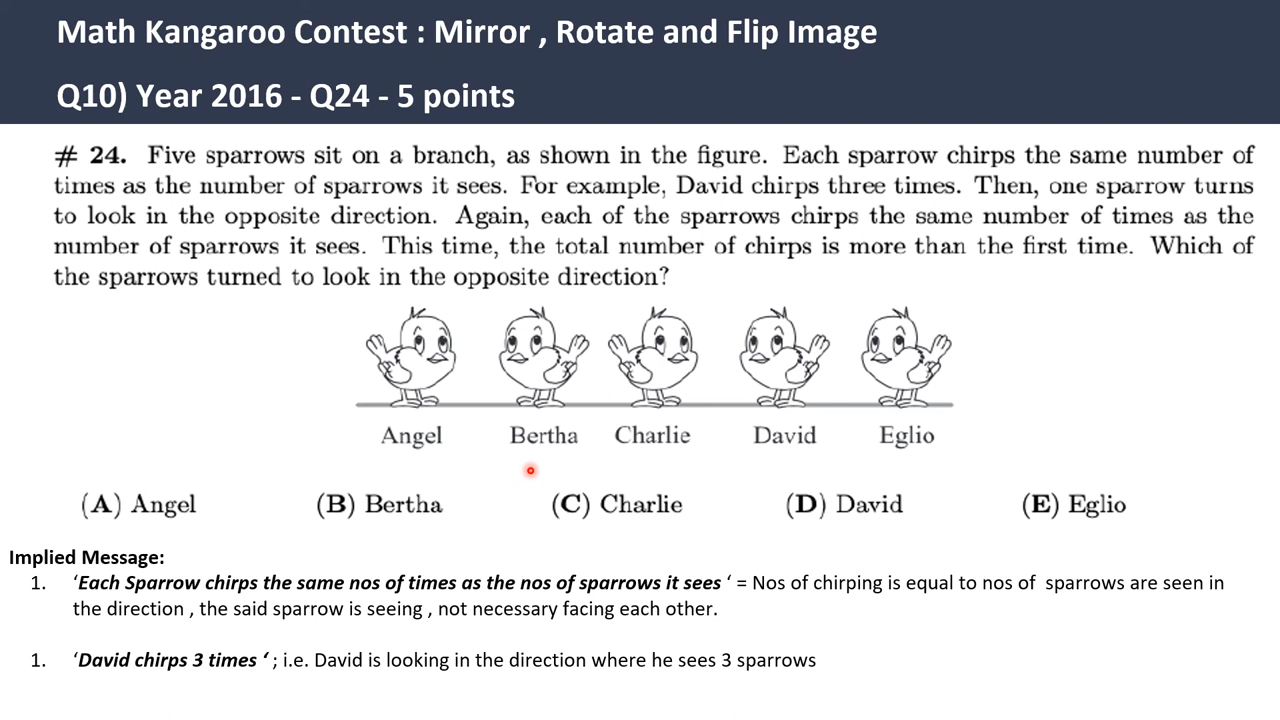 Math Kangaroo Contest : Mirror , Rotate and Flip Image
Q10) Year 2016 - Q24 - 5 points
# 24. Five sparrows sit on a branch, as shown in the figure. Each sparrow chirps the same number of
times as the number of sparrows it sees. For example, David chirps three times. Then, one sparrow turns
to look in the opposite direction. Again, each of the sparrows chirps the same number of times as the
number of sparrows it sees. This time, the total number of chirps is more than the first time. Which of
the sparrows turned to look in the opposite direction?
Angel Bertha Charlie David Eglio
(A) Angel (B) Bertha (C) Charlie (D) David (E) Eglio
Implied Message:
1. ‘Each Sparrow chirps the same nos of times as the nos of sparrows it sees ‘ = Nos of chirping is equal to nos of sparrows are seen in
the direction , the said sparrow is seeing , not necessary facing each other.
1. ‘David chirps 3 times ‘ ; i.e. David is looking in the direction where he sees 3 sparrows